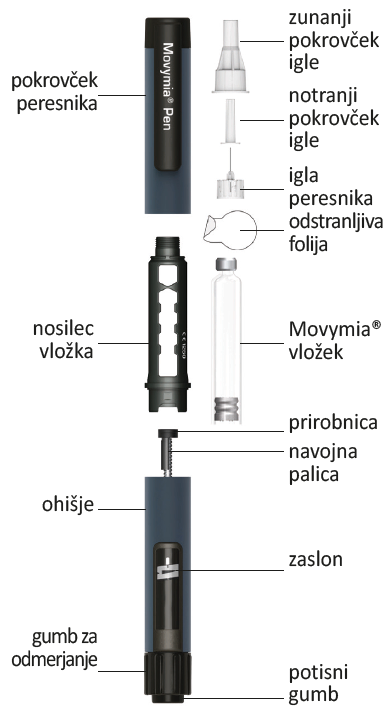 zunanji
pokrovček
igle
pokrovček
peresnika
Movymia® Pen
notranji
pokrovček
igle
igla
peresnika
odstranljiva
folija
nosilec
vložka
Movymia®
vložek
prirobnica
navojna
palica
ohišje
zaslon
gumb za
odmerjanje
potisni
gumb